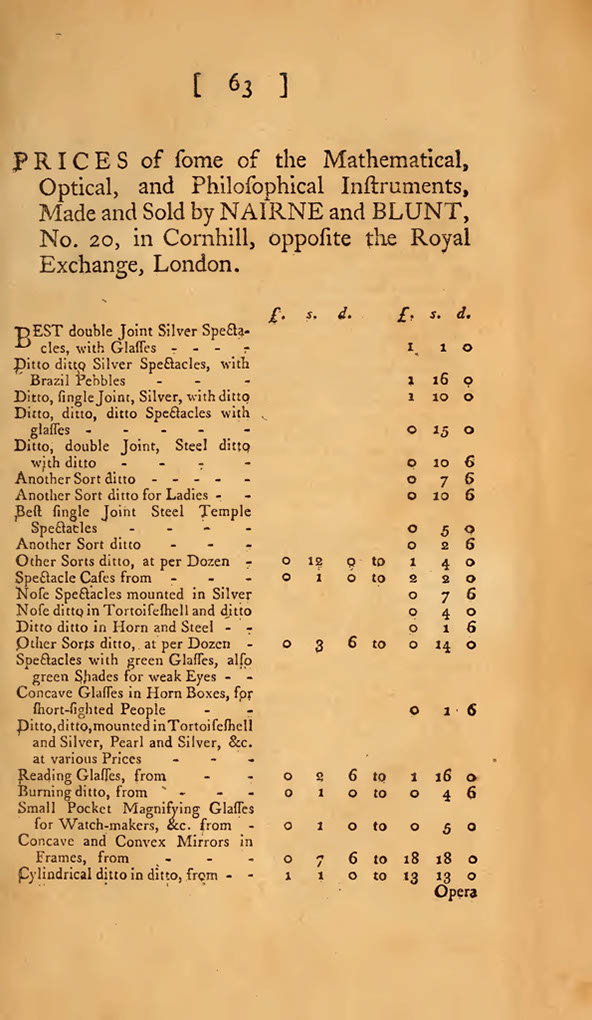 [ 63 ]
PRICES of ſome of the Mathematical,
Optical, and Philoſophical Inſtruments,
Made and Sold by NAIRNE and BLUNT,
No. 20, in Cornhill, oppoſite the Royal
Exchange, London.
£. s. d. £. s. d.
BEST double Joint Silver Specta-
cles, with Glaſſes - - - - 1 1 0
Ditto ditto Silver Spectacles, with
Brazil Pebbles - - - 1 16 0
Ditto, ſingle Joint, Silver, with ditto 1 10 0
Ditto, ditto, ditto Spectacles with
glaſſes - - - - - 0 15 0
Ditto, double Joint, Steel ditto
with ditto - - - - 0 10 6
Another Sort ditto - - - - - 0 7 6
Another Sort ditto for Ladies - - 0 10 6
Beſt ſingle Joint Steel Temple
Spectacles - - - - 0 5 0
Another Sort ditto - - - 0 2 6
Other Sorts ditto, at per Dozen - 0 12 0 to 1 4 0
Spectacle Caſes from - - - 0 1 0 to 2 2 0
Noſe Spectacles mounted in Silver 0 7 6
Noſe ditto in Tortoiſeſhell and ditto 0 4 0
Ditto ditto in Horn and Steel - - 0 1 6
Other Sorts ditto, at per Dozen - 0 3 6 to 0 14 0
Spectacles with green Glaſſes, alſo
green Shades for weak Eyes - -
Concave Glaſſes in Horn Boxes, for
ſhort-ſighted People - - 0 1 6
Ditto, ditto, mounted in Tortoiſeſhell
and Silver, Pearl and Silver, &c.
at various Prices - - -
Reading Glaſſes, from - - 0 2 6 to 1 16 0
Burning ditto, from - - - - 0 1 0 to 0 4 6
Small Pocket Magnifying Glaſſes
for Watch-makers, &c. from - 0 1 0 to 0 5 0
Concave and Convex Mirrors in
Frames, from - - - - 0 7 6 to 18 18 0
Cylindrical ditto in ditto, from - - 1 1 0 to 13 13 0
Opera